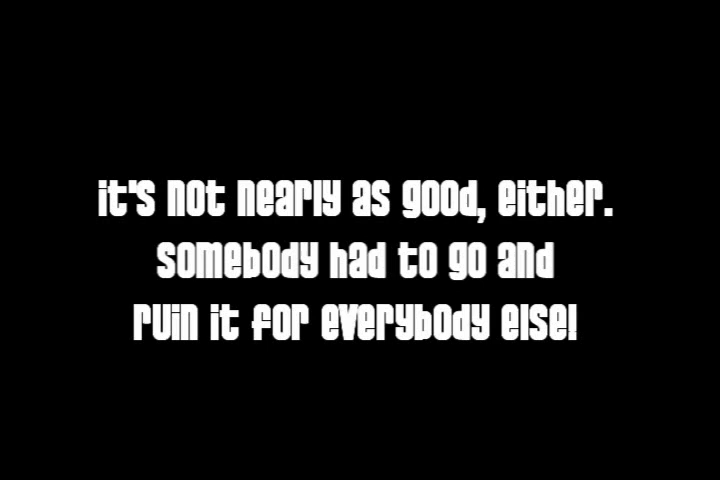 it's not nearly as good, either.
somebody had to go and
ruin it for everybody else!